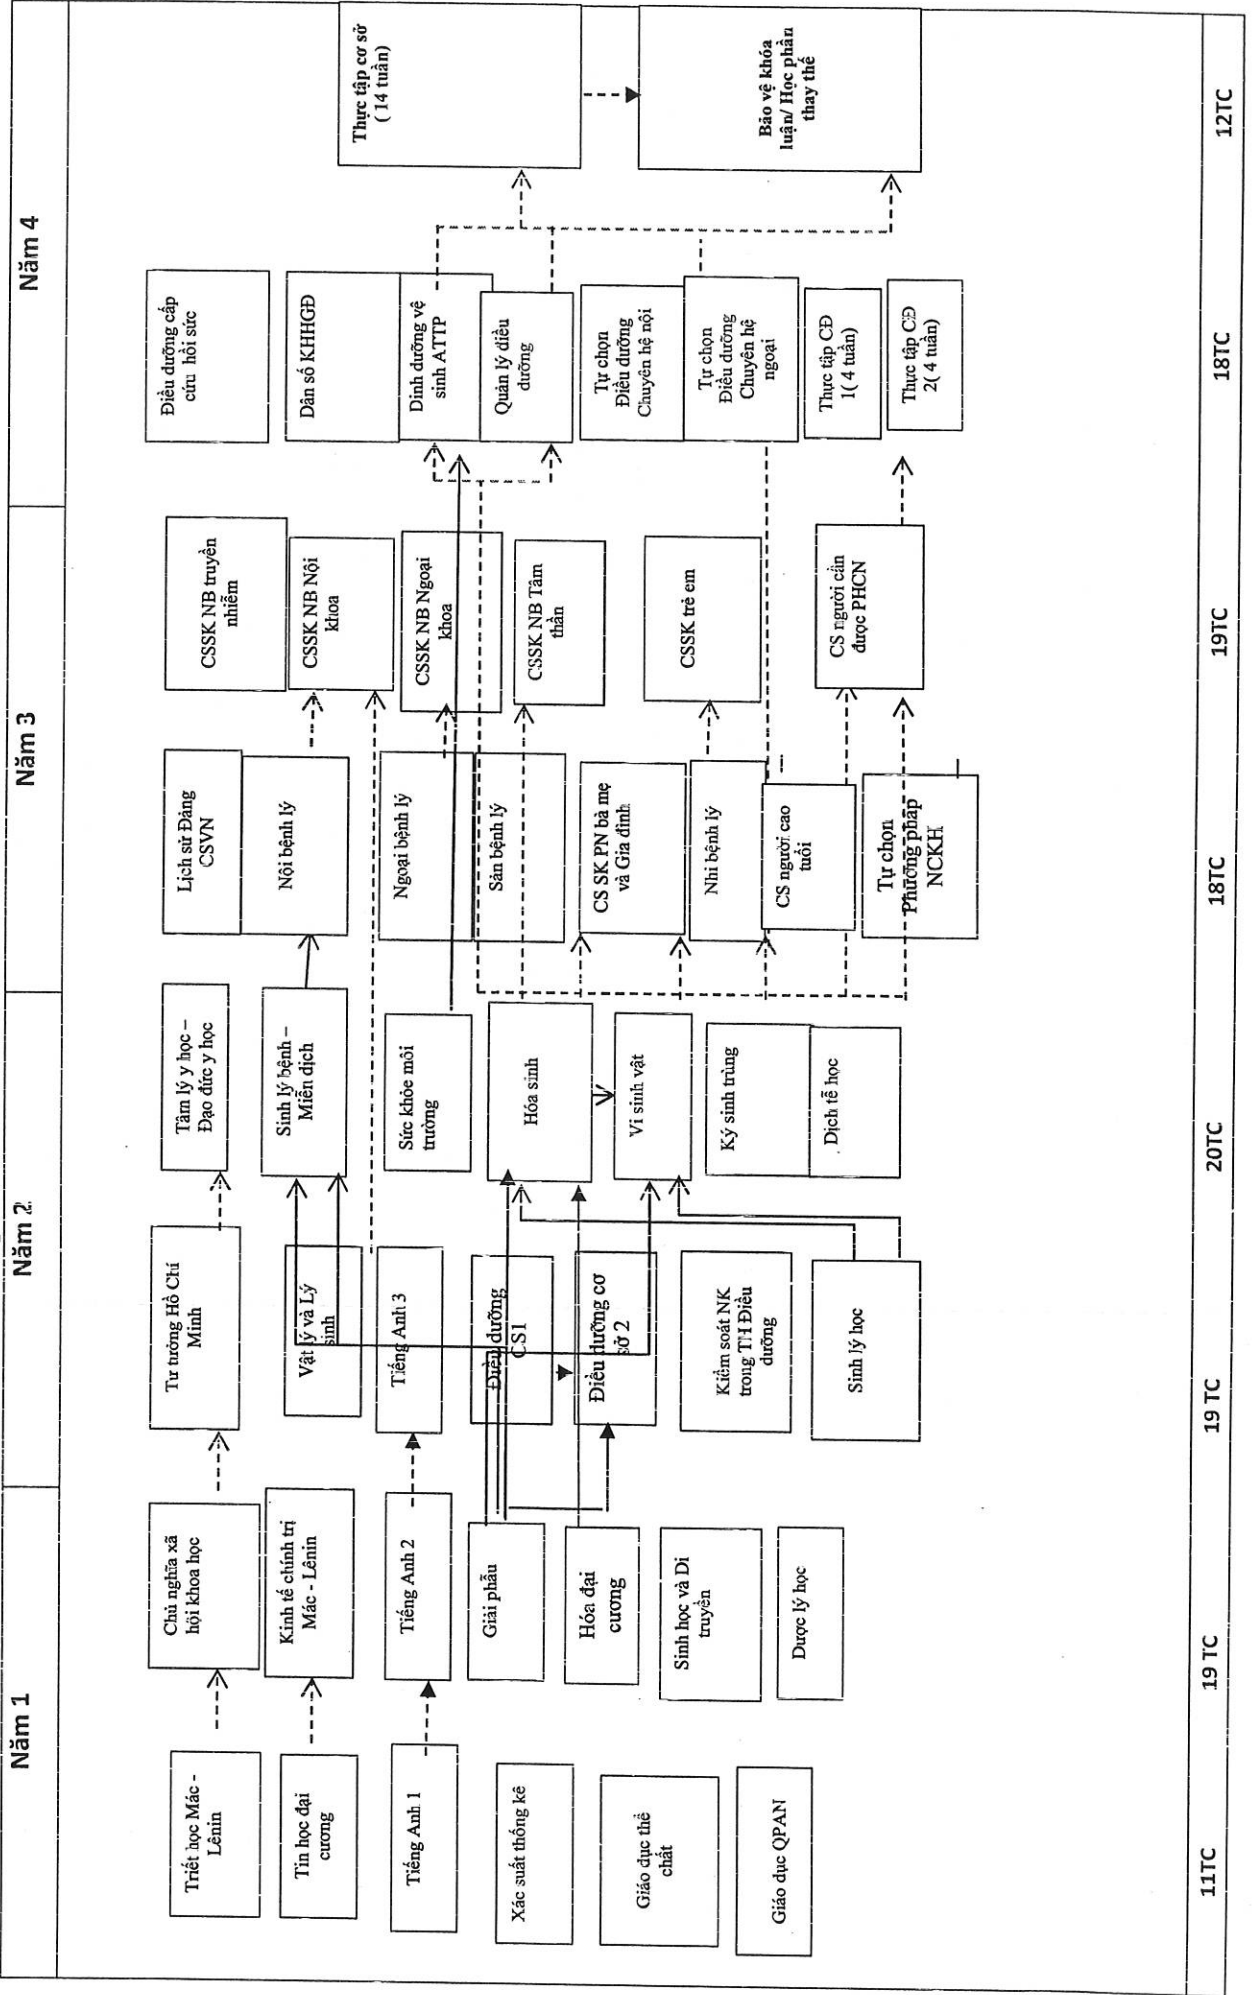 Năm 1
Năm 2
Năm 3
Năm 4
Triết học Mác -
Lênin
Tin học đại
cương
Tiếng Anh 1
Xác suất thống kê
Giáo dục thể
chất
Giáo dục QPAN
Chủ nghĩa xã
hội khoa học
Kinh tế chính trị
Mác - Lênin
Tiếng Anh 2
Giải phẫu
Hóa đại
cương
Sinh học và Di
truyền
Dược lý học
Tư tưởng Hồ Chí
Minh
Vật lý và Lý
sinh
Tiếng Anh 3
Điều dưỡng
CS1
Điều dưỡng cơ
sở 2
Kiểm soát NK
trong TH Điều
dưỡng
Sinh lý học
Tâm lý y học –
Đạo đức y học
Sinh lý bệnh –
Miễn dịch
Sức khỏe môi
trường
Hóa sinh
Vi sinh vật
Ký sinh trùng
Dịch tễ học
Lịch sử Đảng
CSVN
Nội bệnh lý
Ngoại bệnh lý
Sản bệnh lý
CS SK PN bà mẹ
và Gia đình
Nhi bệnh lý
CS người cao
tuổi
Tự chọn
Phương pháp
NCKH
CSSK NB truyền
nhiễm
CSSK NB Nội
khoa
CSSK NB Ngoại
khoa
CSSK NB Tâm
thần
CSSK trẻ em
CS người cần
được PHCN
Điều dưỡng cấp
cứu hồi sức
Dân số KHHGĐ
Dinh dưỡng vệ
sinh ATTP
Quản lý điều
dưỡng
Tự chọn
Điều dưỡng
Chuyên hệ nội
Tự chọn
Điều dưỡng
Chuyên hệ
ngoại
Thực tập CĐ
1( 4 tuần)
Thực tập CĐ
2( 4 tuần)
Thực tập cơ sở
( 14 tuần)
Bảo vệ khóa
luận/ Học phần
thay thế
11TC
19 TC
19 TC
20TC
18TC
19TC
18TC
12TC